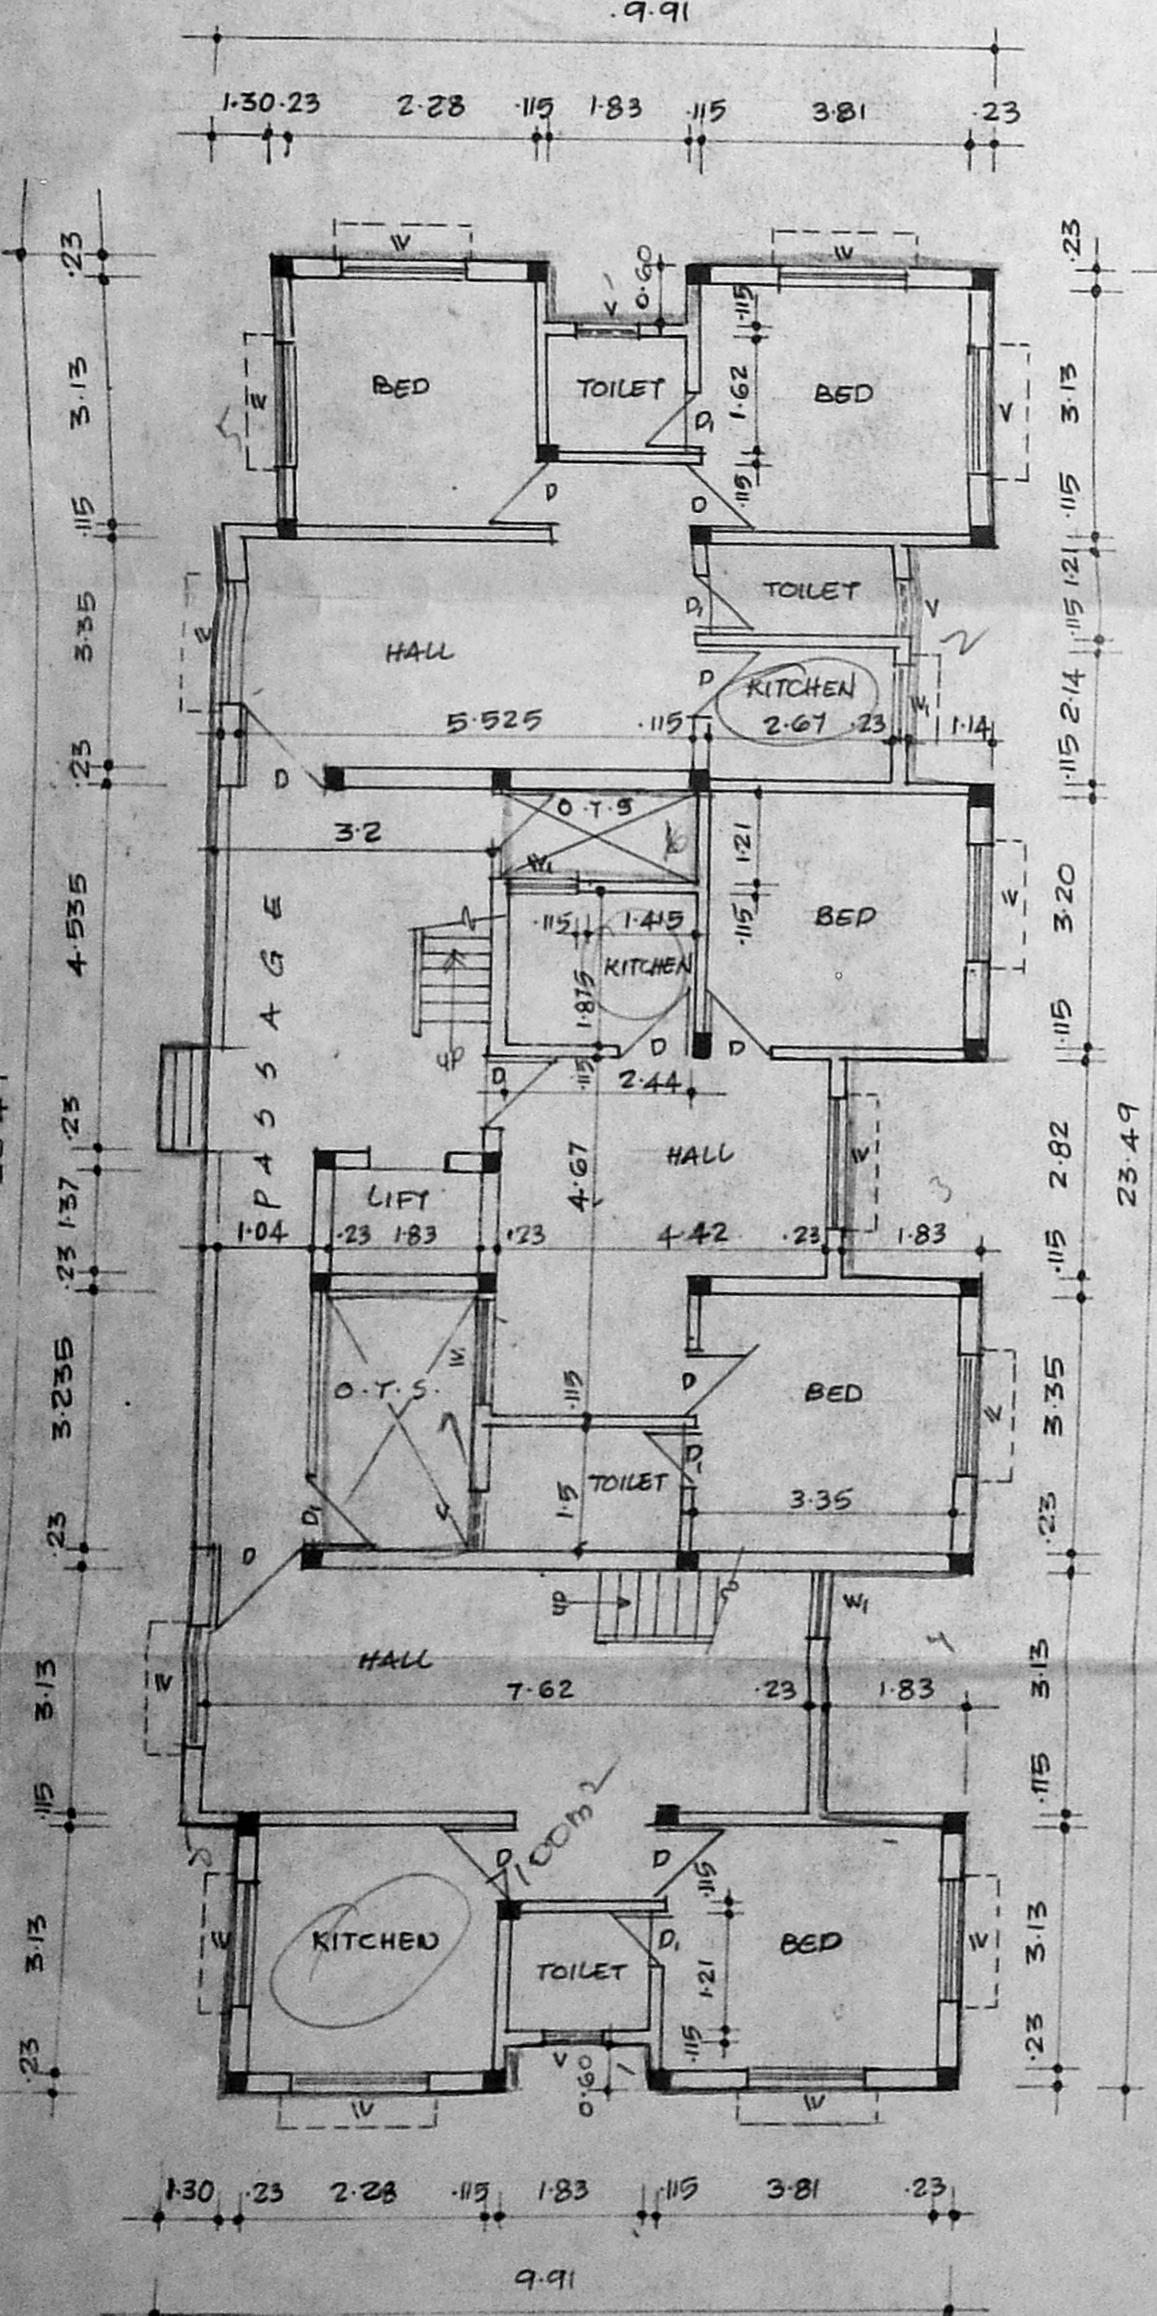 9.91
1.30 .23 2.28 .115 1.83 .115 3.81 .23
.23
W
W
.23
0.60
V
.115
3.13
W
BED
TOILET
1.62
D1
BED
V
3.13
.115
D
D
.115
.115
TOILET
1.21
3.35
W
HALL
D1
V
.115
D
KITCHEN
W1
2.14
5.525 .115 2.67 .23 1.14
.23
D
.115
O.T.S
3.2
W1
1.21
4.535
PASSAGE
.115 1.415
.115
BED
W
3.20
KITCHEN
1.875
UP
D
D
.115
D
.115
2.44
.23
4.67
HALL
W
2.82
23.49
1.37
LIFT
1.04 .23 1.83 .23 4.42 .23 1.83
.23
.115
3.235
O.T.S.
W1
.115
D
BED
W
3.35
D1
TOILET
1.5
3.35
.23
D1
D
.23
UP
W1
3.13
W
HALL
7.62 .23 1.83
3.13
.115
100m2
.115
D
D
.115
3.13
W
KITCHEN
TOILET
D1
BED
W
3.13
1.21
.115
.23
V
0.60
.23
W
W
1.30 .23 2.28 .115 1.83 .115 3.81 .23
9.91